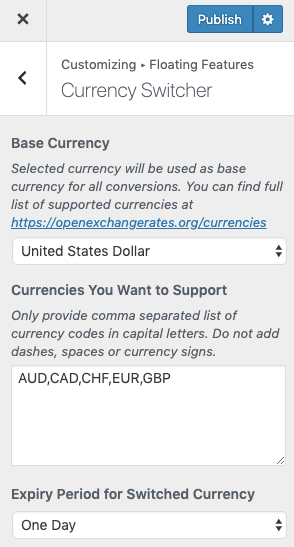 Publish
Customizing ▸ Floating Features
Currency Switcher
Base Currency
Selected currency will be used as base
currency for all conversions. You can find full
list of supported currencies at
https://openexchangerates.org/currencies
United States Dollar
Currencies You Want to Support
Only provide comma separated list of
currency codes in capital letters. Do not add
dashes, spaces or currency signs.
AUD,CAD,CHF,EUR,GBP
Expiry Period for Switched Currency
One Day